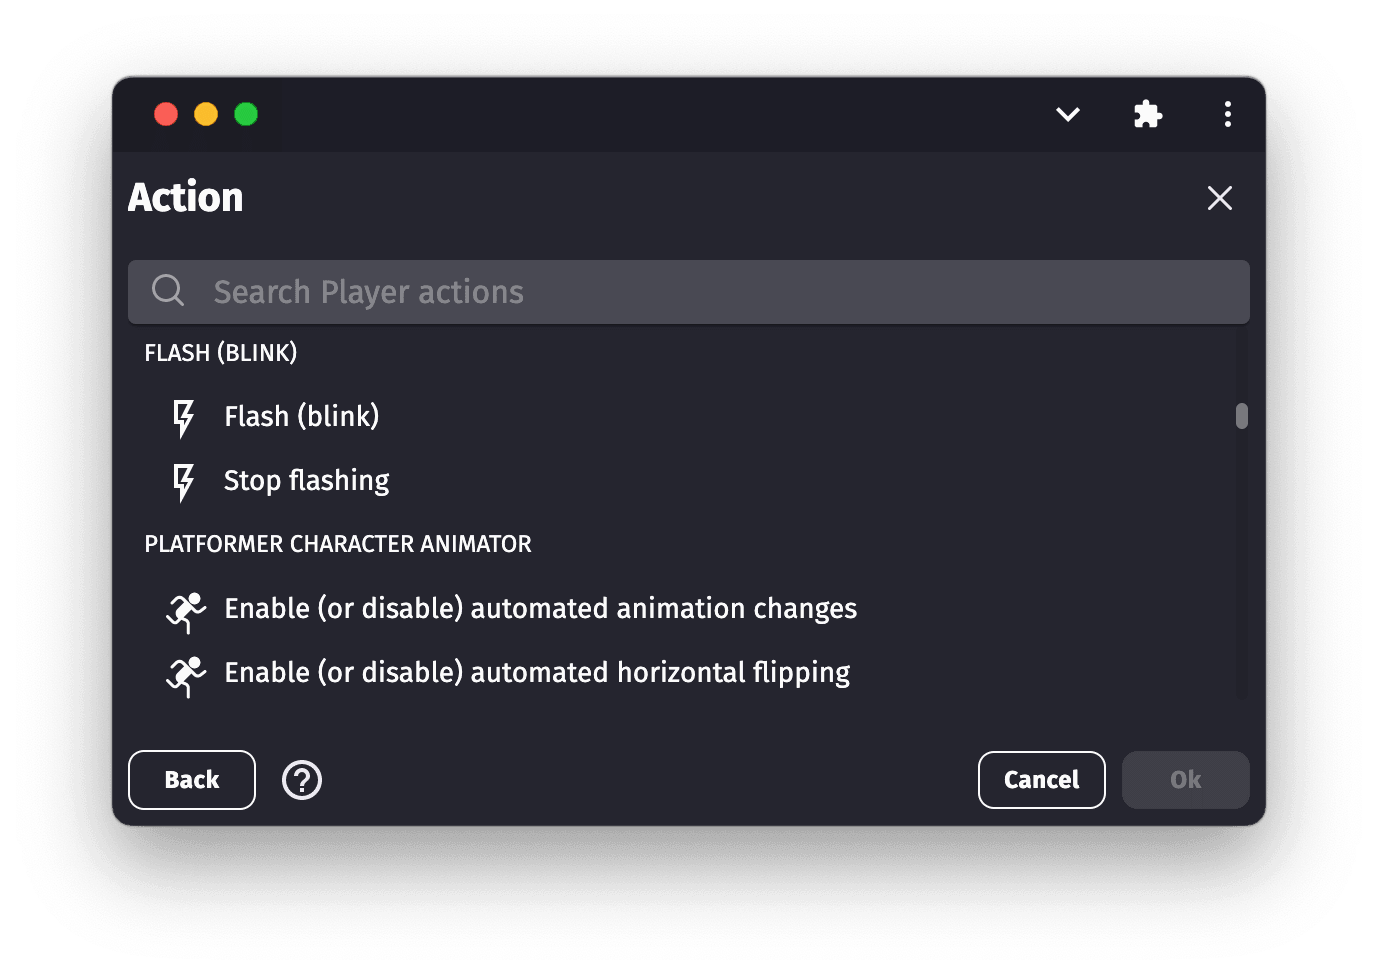 Action
Search Player actions
FLASH (BLINK)
Flash (blink)
Stop flashing
PLATFORMER CHARACTER ANIMATOR
Enable (or disable) automated animation changes
Enable (or disable) automated horizontal flipping
Back
Cancel
Ok